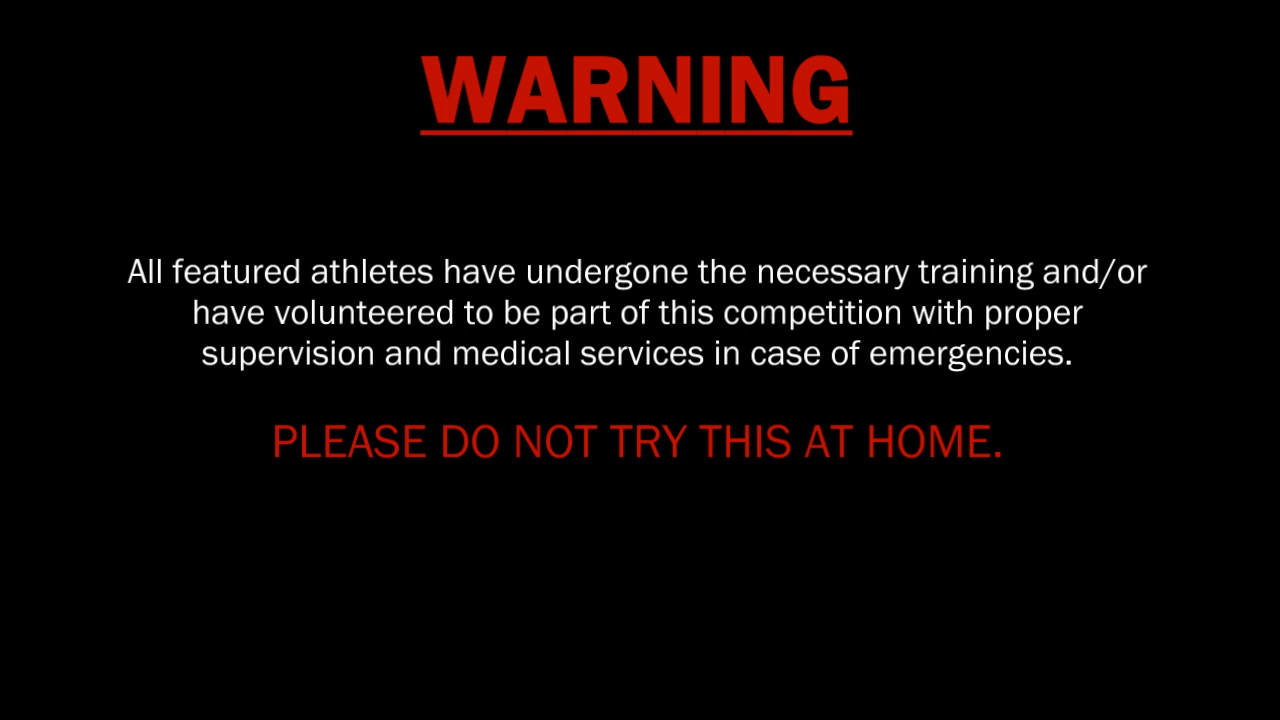 WARNING
All featured athletes have undergone the necessary training and/or
have volunteered to be part of this competition with proper
supervision and medical services in case of emergencies.
PLEASE DO NOT TRY THIS AT HOME.